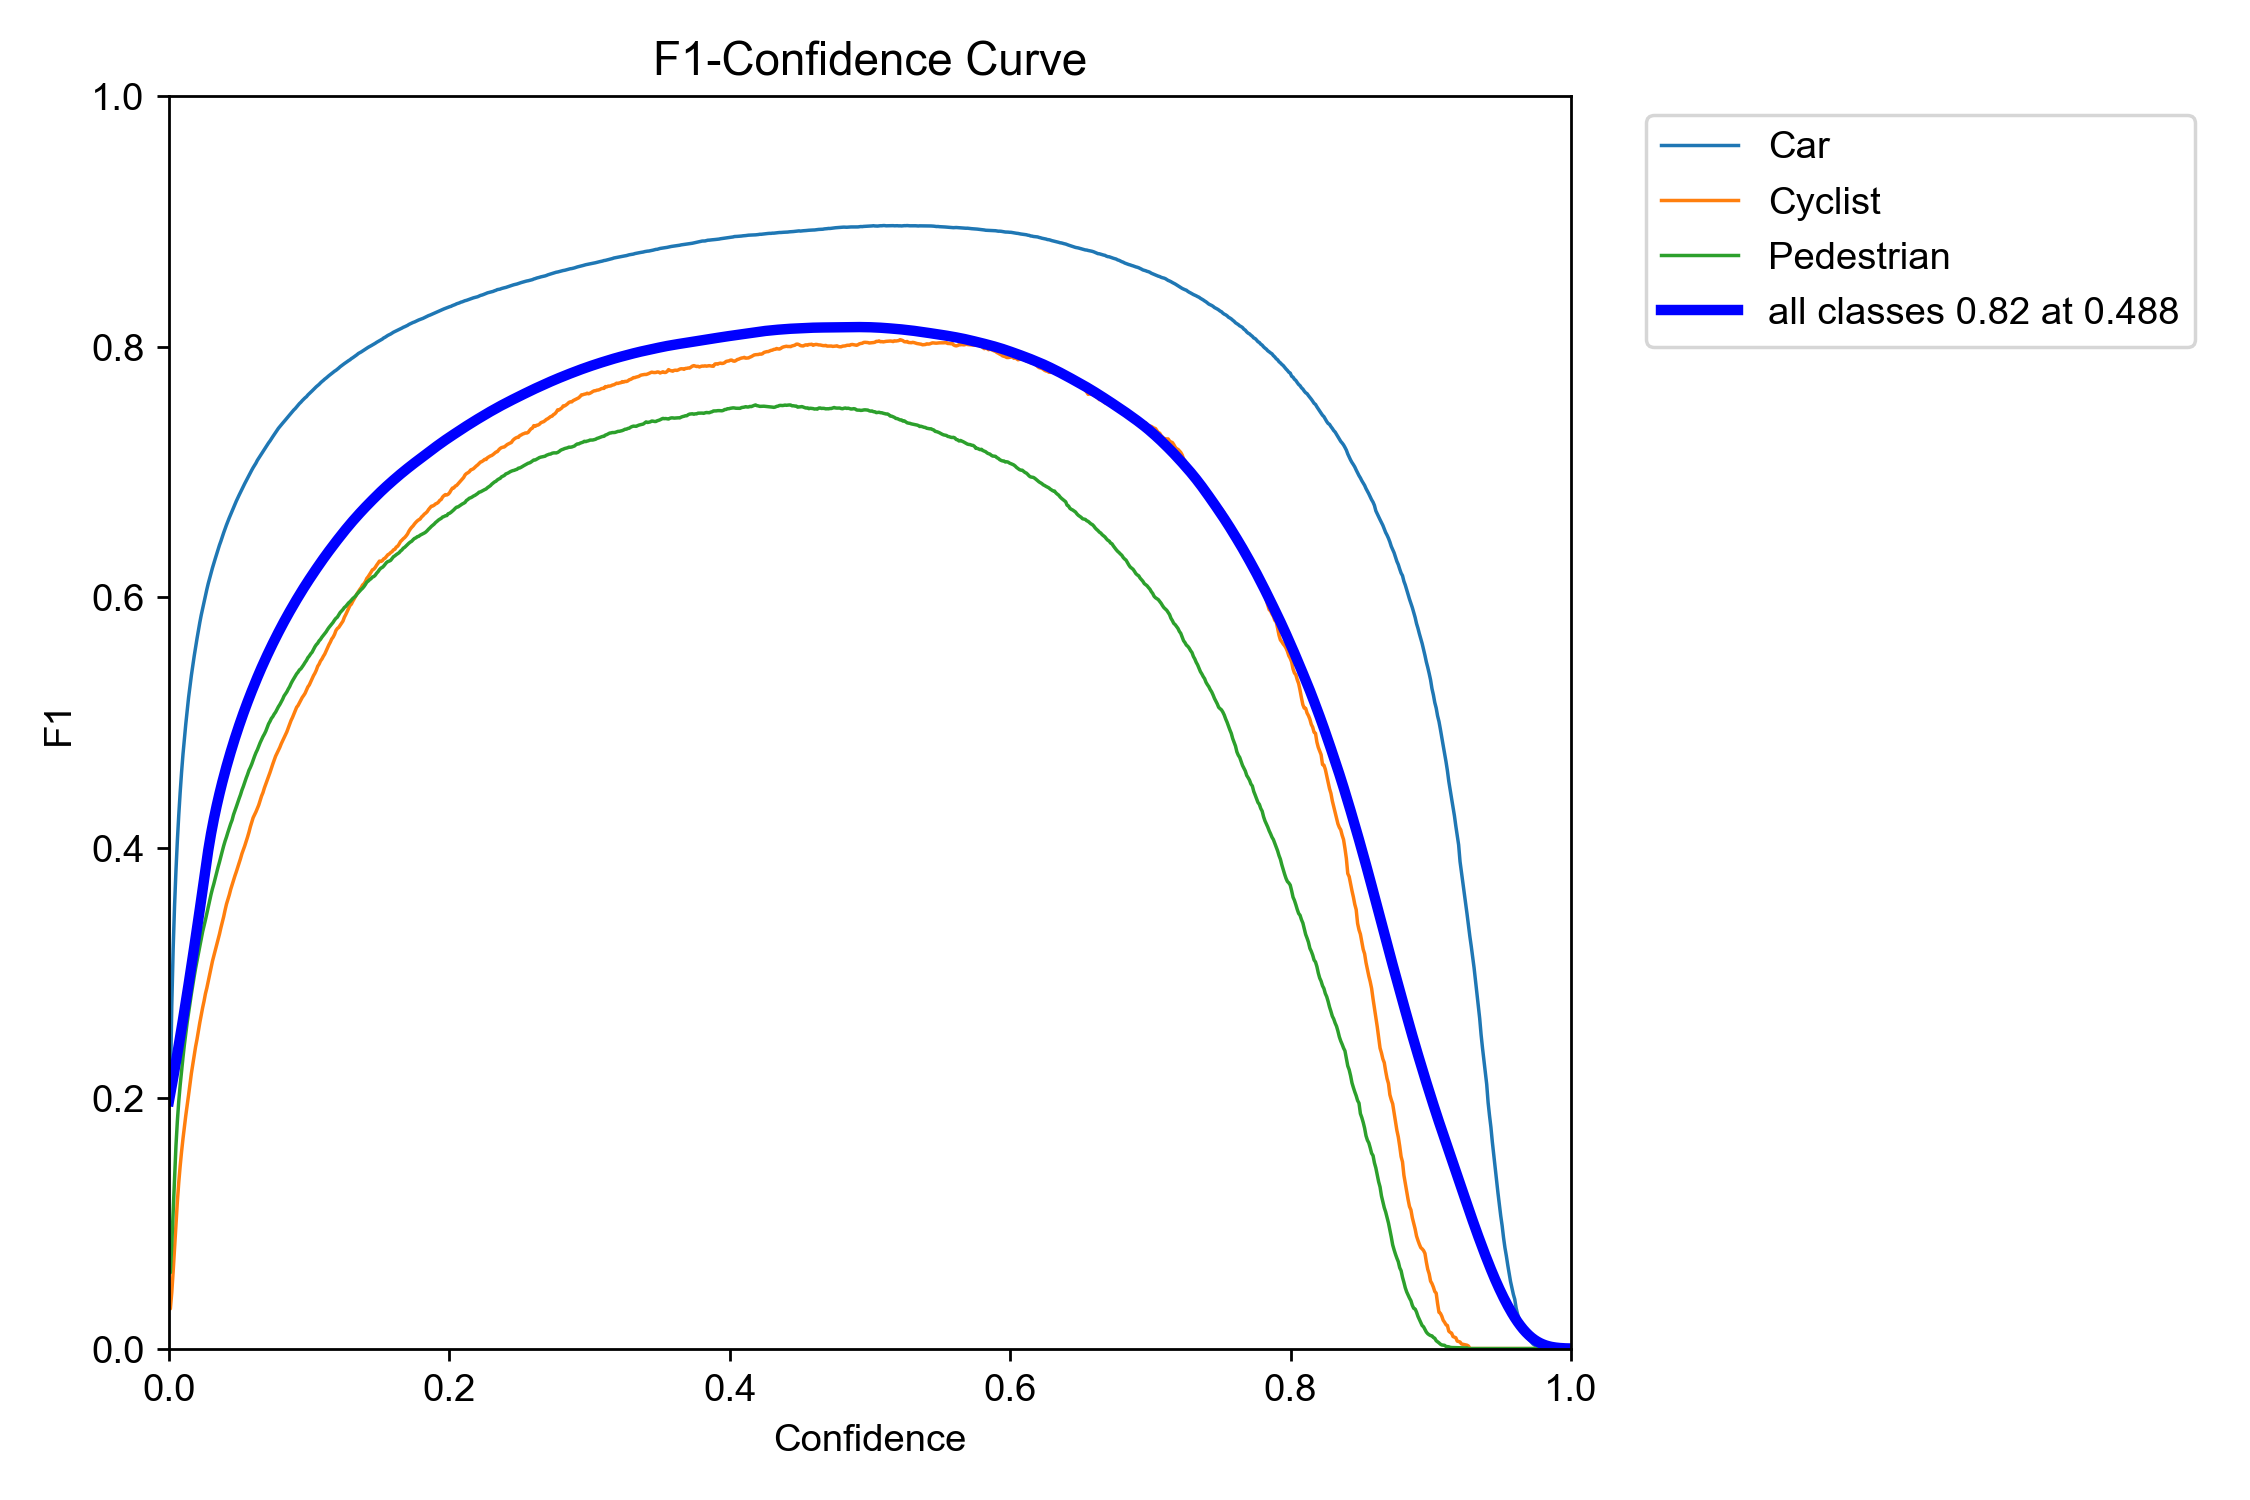 F1-Confidence Curve
1.0
0.8
0.6
0.4
0.2
0.0
F1
0.0 0.2 0.4 0.6 0.8 1.0
Confidence
Car
Cyclist
Pedestrian
all classes 0.82 at 0.488